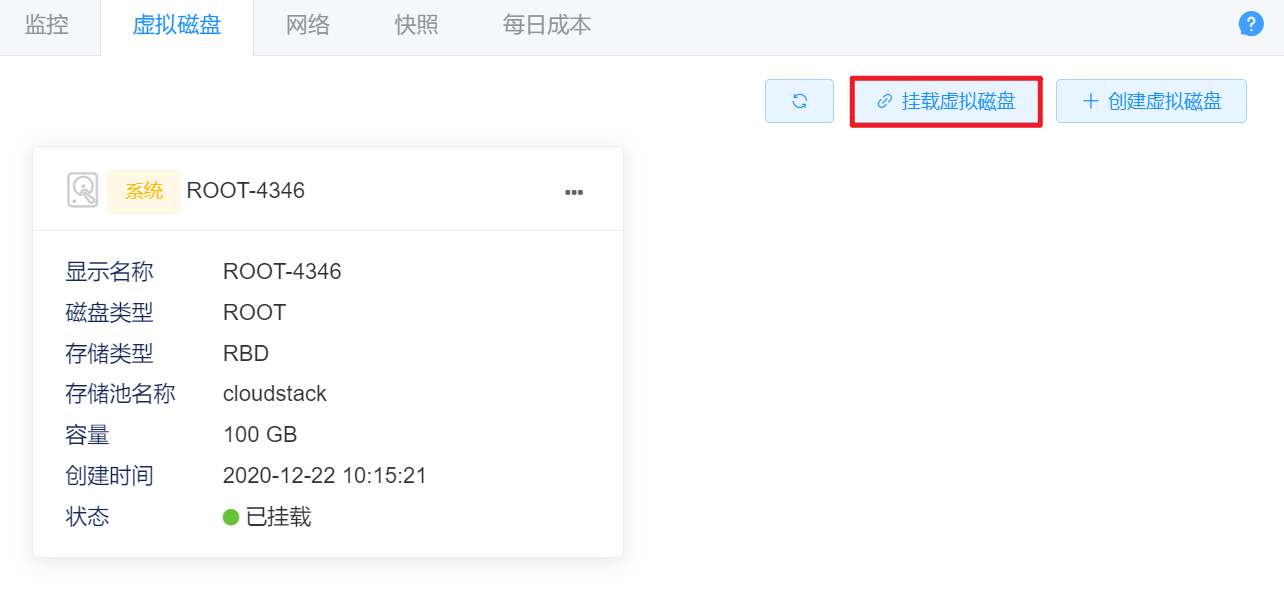 监控 虚拟磁盘 网络 快照 每日成本 ?
挂载虚拟磁盘 创建虚拟磁盘
系统 ROOT-4346
显示名称 ROOT-4346
磁盘类型 ROOT
存储类型 RBD
存储池名称 cloudstack
容量 100 GB
创建时间 2020-12-22 10:15:21
状态 已挂载